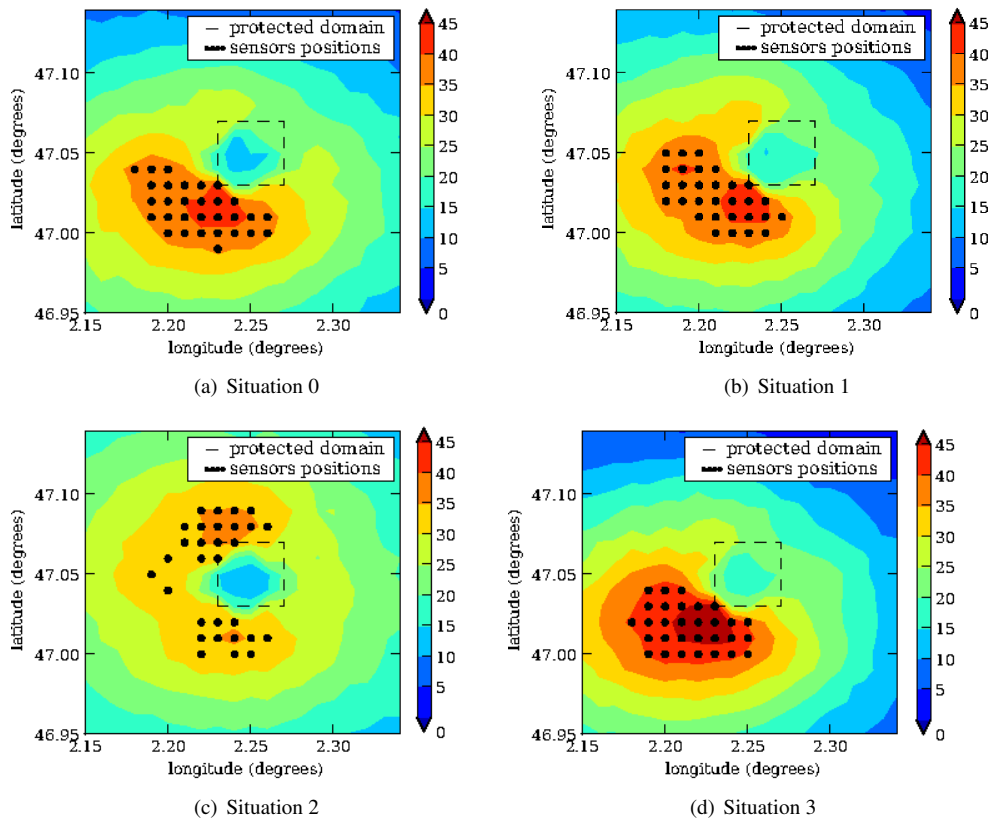 protected domain
sensors positions
47.10
47.05
47.00
46.95
2.15 2.20 2.25 2.30
latitude (degrees)
longitude (degrees)
45
40
35
30
25
20
15
10
5
0
(a) Situation 0
protected domain
sensors positions
47.10
47.05
47.00
46.95
2.15 2.20 2.25 2.30
latitude (degrees)
longitude (degrees)
45
40
35
30
25
20
15
10
5
0
(b) Situation 1
protected domain
sensors positions
47.10
47.05
47.00
46.95
2.15 2.20 2.25 2.30
latitude (degrees)
longitude (degrees)
45
40
35
30
25
20
15
10
5
0
(c) Situation 2
protected domain
sensors positions
47.10
47.05
47.00
46.95
2.15 2.20 2.25 2.30
latitude (degrees)
longitude (degrees)
45
40
35
30
25
20
15
10
5
0
(d) Situation 3